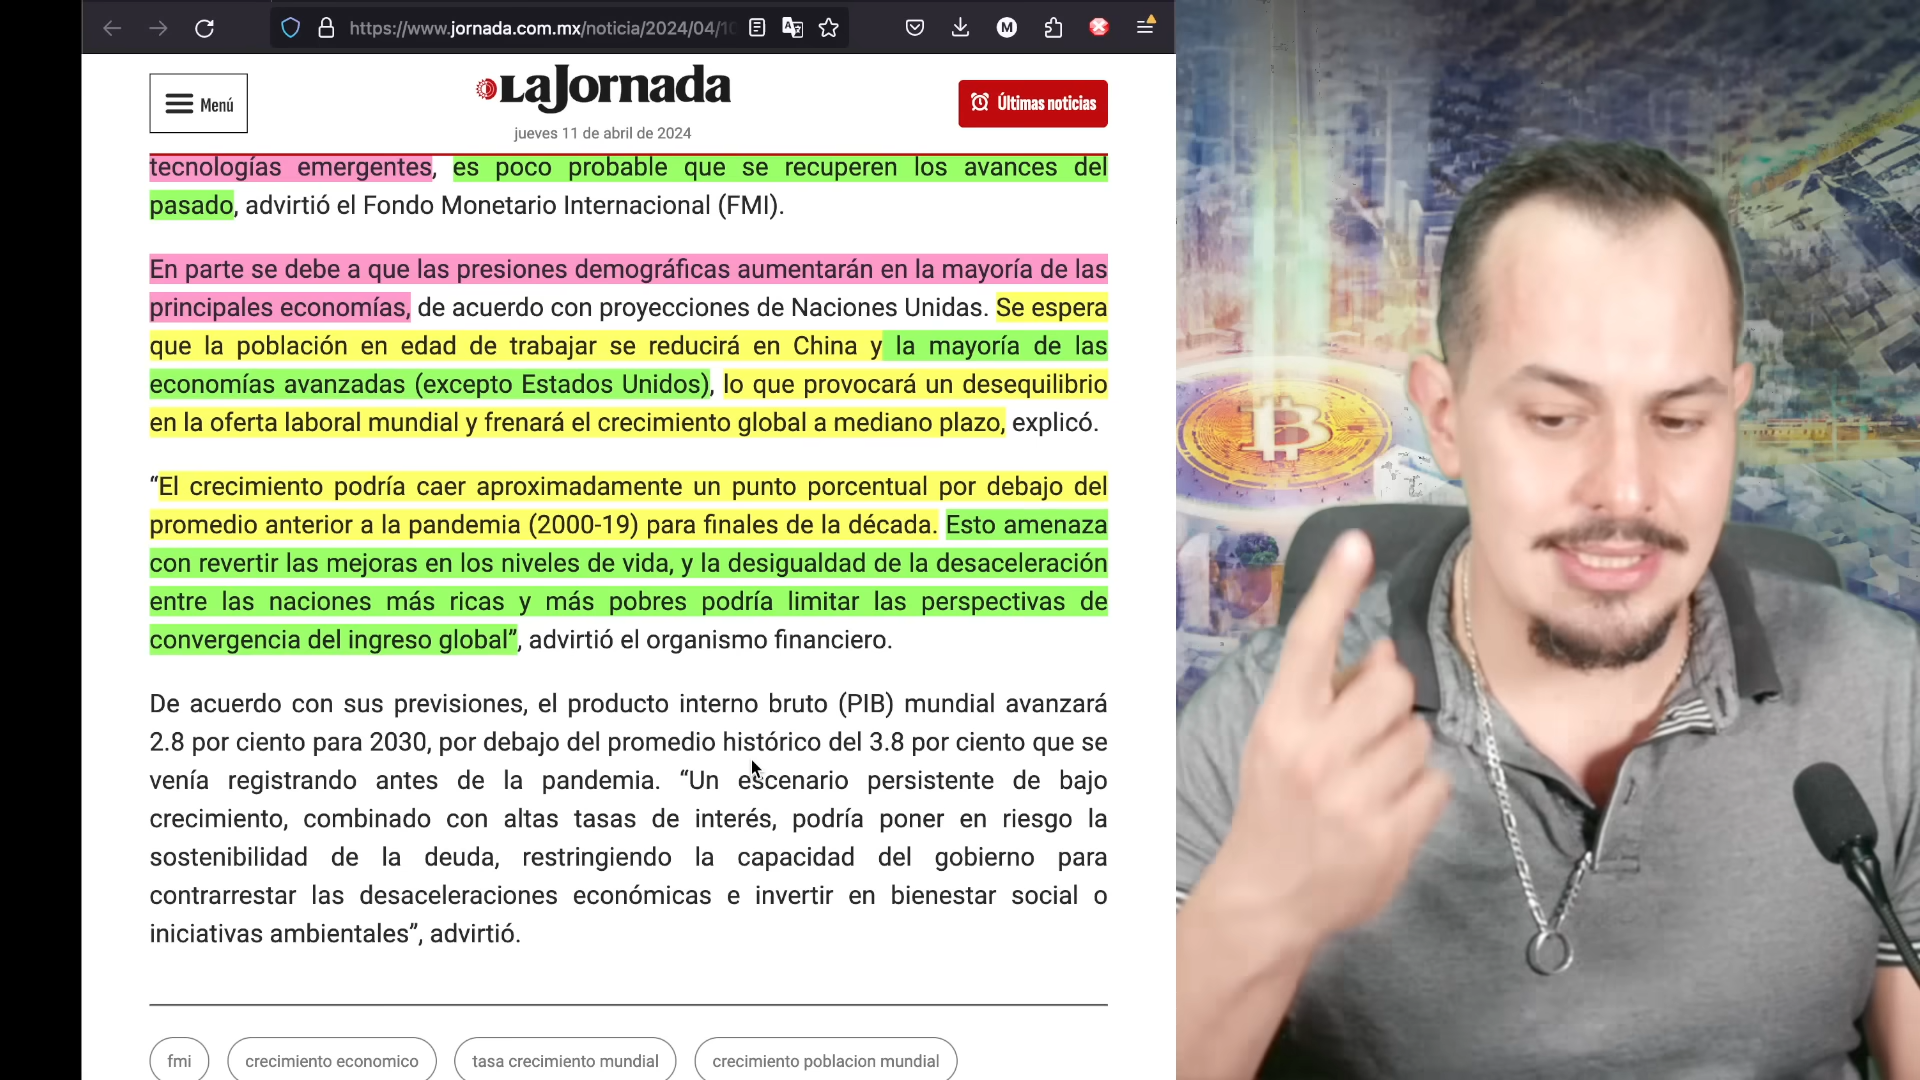 https://www.jornada.com.mx/noticia/2024/04/10
M
Menú
LaJornada
Últimas noticias
jueves 11 de abril de 2024
tecnologías emergentes, es poco probable que se recuperen los avances del
pasado, advirtió el Fondo Monetario Internacional (FMI).
En parte se debe a que las presiones demográficas aumentarán en la mayoría de las
principales economías, de acuerdo con proyecciones de Naciones Unidas. Se espera
que la población en edad de trabajar se reducirá en China y la mayoría de las
economías avanzadas (excepto Estados Unidos), lo que provocará un desequilibrio
en la oferta laboral mundial y frenará el crecimiento global a mediano plazo, explicó.
“El crecimiento podría caer aproximadamente un punto porcentual por debajo del
promedio anterior a la pandemia (2000-19) para finales de la década. Esto amenaza
con revertir las mejoras en los niveles de vida, y la desigualdad de la desaceleración
entre las naciones más ricas y más pobres podría limitar las perspectivas de
convergencia del ingreso global”, advirtió el organismo financiero.
De acuerdo con sus previsiones, el producto interno bruto (PIB) mundial avanzará
2.8 por ciento para 2030, por debajo del promedio histórico del 3.8 por ciento que se
venía registrando antes de la pandemia. “Un escenario persistente de bajo
crecimiento, combinado con altas tasas de interés, podría poner en riesgo la
sostenibilidad de la deuda, restringiendo la capacidad del gobierno para
contrarrestar las desaceleraciones económicas e invertir en bienestar social o
iniciativas ambientales”, advirtió.
fmi
crecimiento economico
tasa crecimiento mundial
crecimiento poblacion mundial